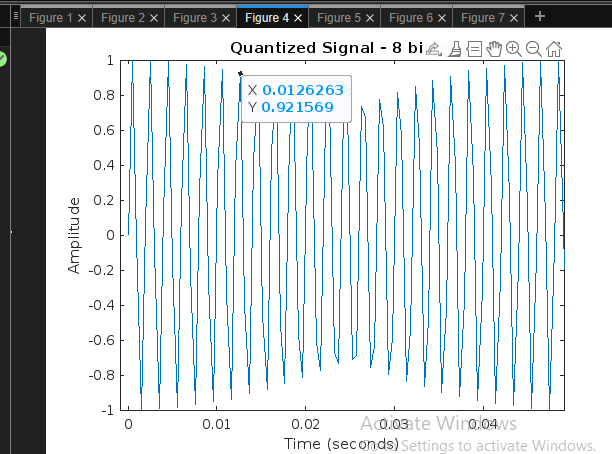 Figure 1 × Figure 2 × Figure 3 × Figure 4 × Figure 5 × Figure 6 × Figure 7 × +
Quantized Signal - 8 bi
X 0.0126263
Y 0.921569
1
0.8
0.6
0.4
0.2
0
-0.2
-0.4
-0.6
-0.8
-1
Amplitude
0 0.01 0.02 0.03 0.04
Time (seconds)
Activate Windows
Go to Settings to activate Windows.